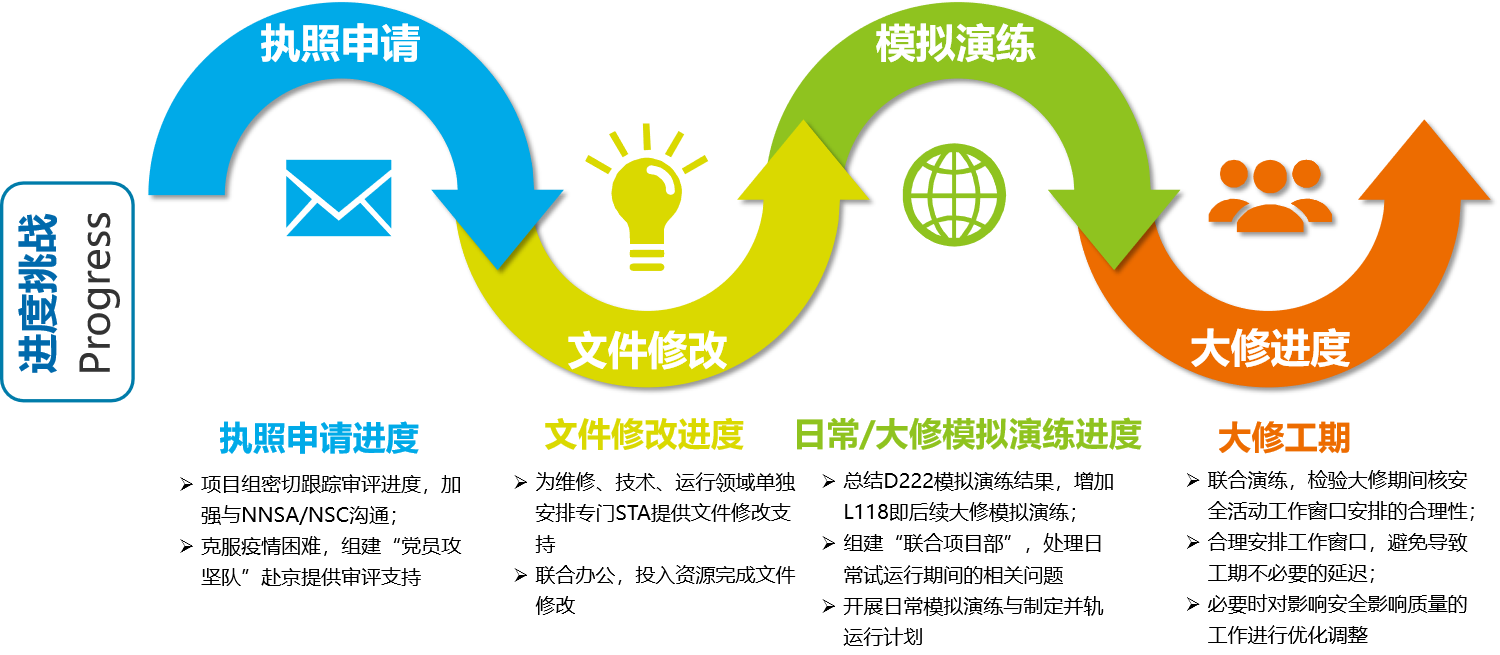 执照申请
模拟演练
进度挑战
Progress
文件修改
大修进度
执照申请进度
项目组密切跟踪审评进度，加
强与NNSA/NSC沟通；
克服疫情困难，组建“党员攻
坚队”赴京提供审评支持
文件修改进度
为维修、技术、运行领域单独
安排专门STA提供文件修改支
持
联合办公，投入资源完成文件
修改
日常/大修模拟演练进度
总结D222模拟演练结果，增加
L118即后续大修模拟演练；
组建“联合项目部”，处理日
常试运行期间的相关问题
开展日常模拟演练与制定并轨
运行计划
大修工期
联合演练，检验大修期间核安
全活动工作窗口安排的合理性；
合理安排工作窗口，避免导致
工期不必要的延迟；
必要时对影响安全影响质量的
工作进行优化调整